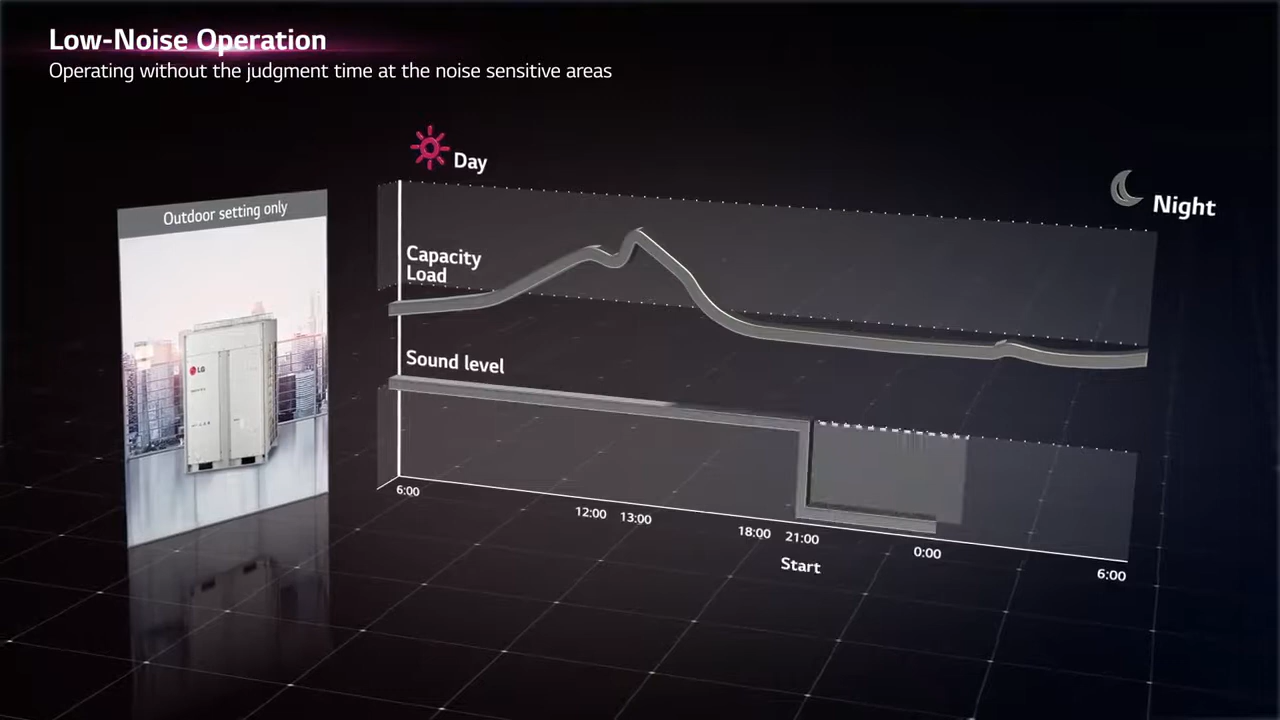 Low-Noise Operation
Operating without the judgment time at the noise sensitive areas
Day
Night
Outdoor setting only
Capacity
Load
LG
Sound level
6:00
12:00
13:00
18:00
21:00
0:00
6:00
Start